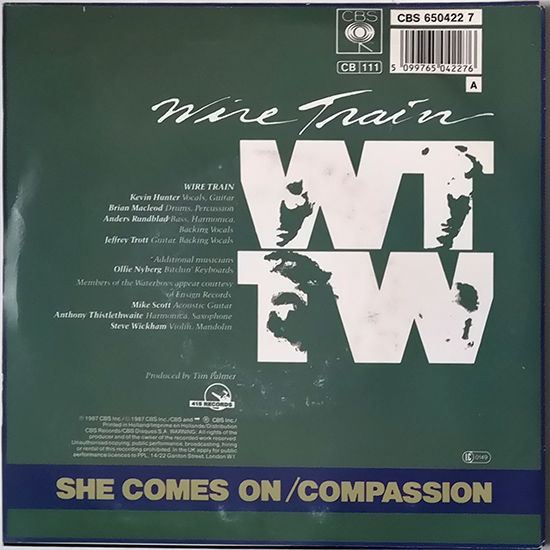 CBS
CBS 650422 7
CB 111
5 099765 042276
A
Wire Train
WT
TW
WIRE TRAIN
Kevin Hunter Vocals, Guitar
Brian Macleod Drums, Percussion
Anders Rundblad Bass, Harmonica,
Backing Vocals
Jeffrey Trott Guitar, Backing Vocals
Additional musicians
Ollie Nyberg Bitchin' Keyboards
Members of the Waterboys appear courtesy
of Ensign Records
Mike Scott Acoustic Guitar
Anthony Thistlethwaite Harmonica, Saxophone
Steve Wickham Violin, Mandolin
Produced by Tim Palmer
415 RECORDS
℗ 1987 CBS Inc./© 1987 CBS Inc./CBS and ℗ CBS Inc./
Printed in Holland/Imprimé en Hollande/Distribution
CBS Records/CBS Disques S.A. WARNING: All rights of the
producer and of the owner of the recorded work reserved.
Unauthorised copying, public performance, broadcasting, hiring
or rental of this recording prohibited. In the UK apply for public
performance licences to PPL, 14/22 Ganton Street, London W1
LC 0149
SHE COMES ON/COMPASSION